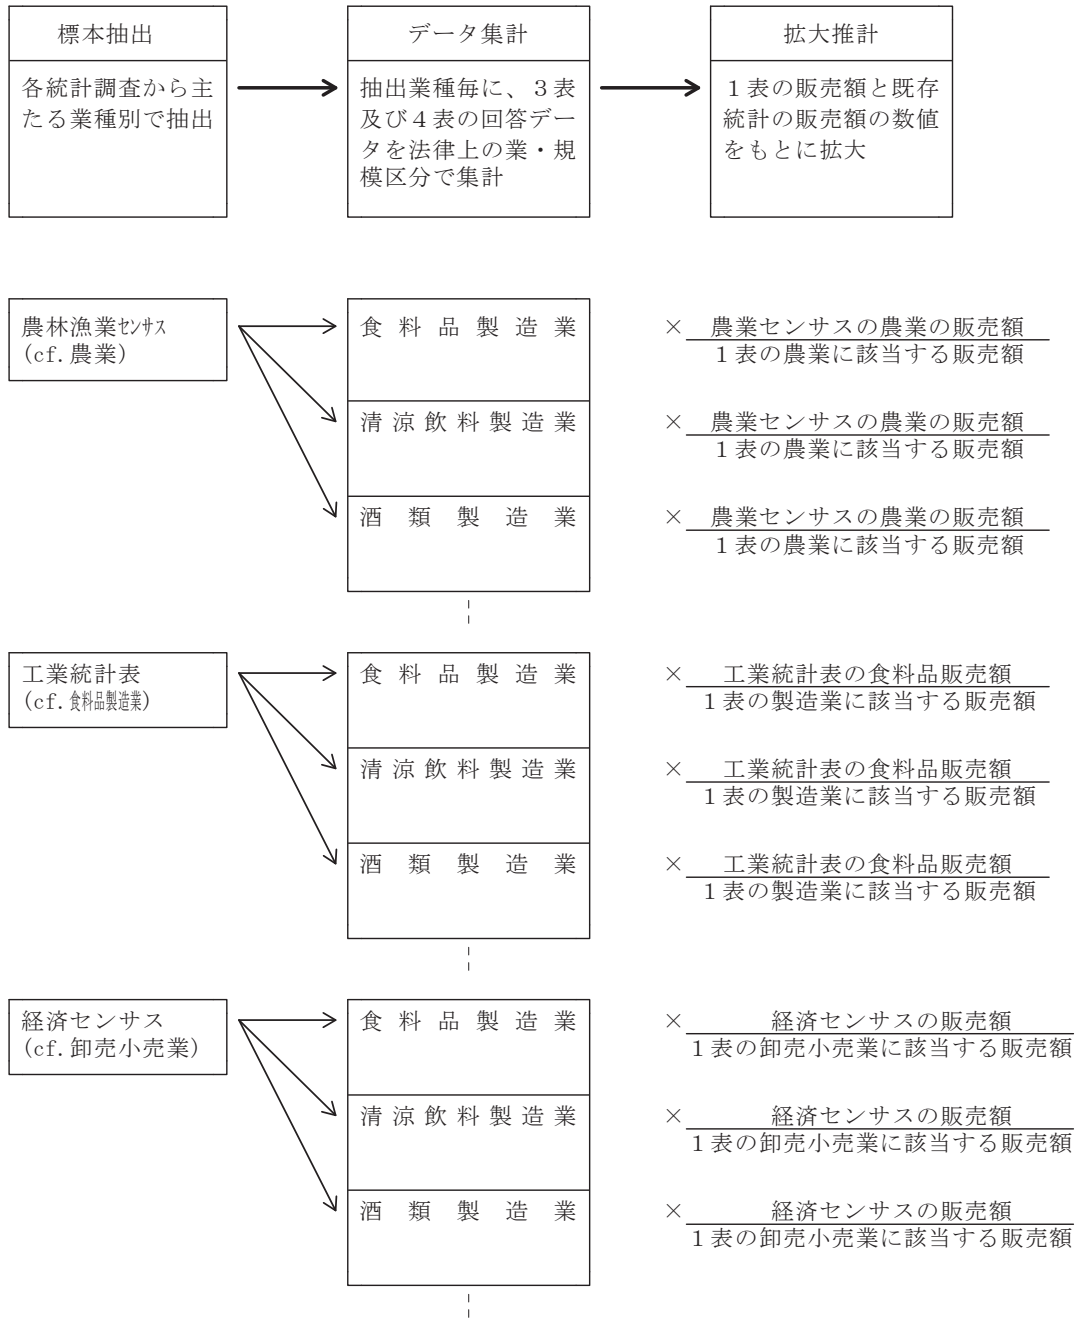 標本抽出
各統計調査から主
たる業種別で抽出
データ集計
抽出業種毎に、３表
及び４表の回答デー
タを法律上の業・規
模区分で集計
拡大推計
１表の販売額と既存
統計の販売額の数値
をもとに拡大
農林漁業センサス
(cf.農業)
食料品製造業
× 農業センサスの農業の販売額
１表の農業に該当する販売額
清涼飲料製造業
× 農業センサスの農業の販売額
１表の農業に該当する販売額
酒類製造業
× 農業センサスの農業の販売額
１表の農業に該当する販売額
工業統計表
(cf.食料品製造業)
食料品製造業
× 工業統計表の食料品販売額
１表の製造業に該当する販売額
清涼飲料製造業
× 工業統計表の食料品販売額
１表の製造業に該当する販売額
酒類製造業
× 工業統計表の食料品販売額
１表の製造業に該当する販売額
経済センサス
(cf.卸売小売業)
食料品製造業
× 経済センサスの販売額
１表の卸売小売業に該当する販売額
清涼飲料製造業
× 経済センサスの販売額
１表の卸売小売業に該当する販売額
酒類製造業
× 経済センサスの販売額
１表の卸売小売業に該当する販売額